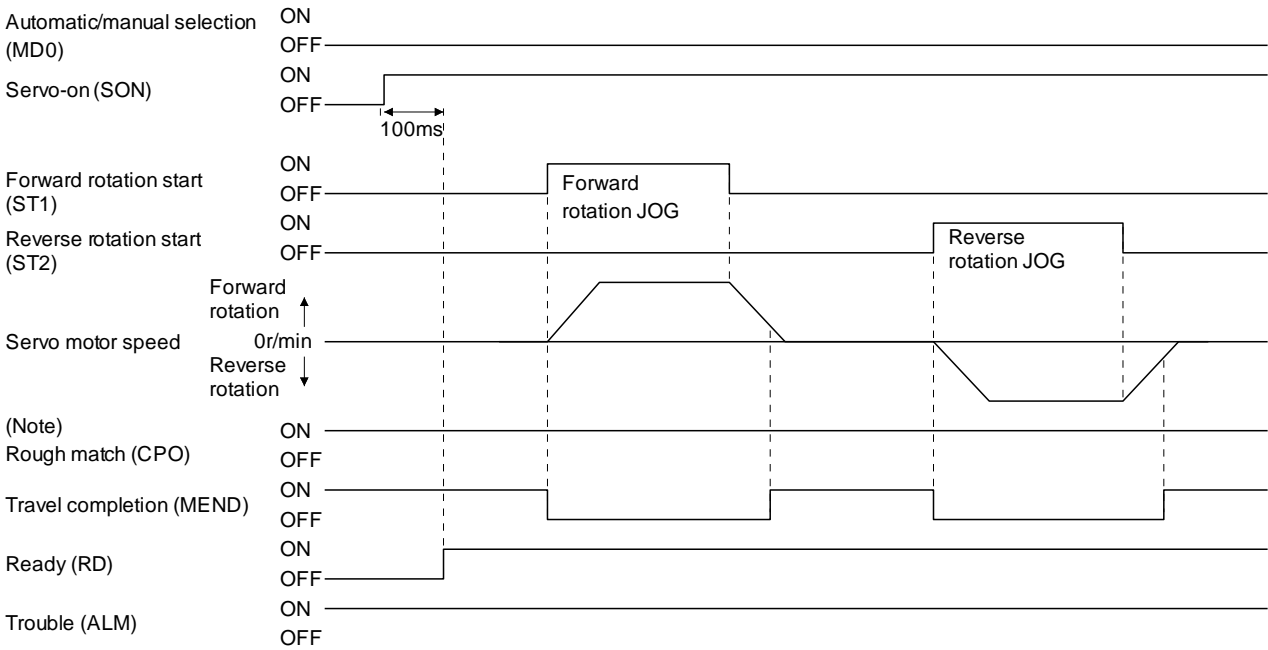 Automatic/manual selection
(MD0)
ON
OFF
Servo-on (SON)
ON
OFF
100ms
Forward rotation start
(ST1)
ON
OFF
Forward
rotation JOG
Reverse rotation start
(ST2)
ON
OFF
Reverse
rotation JOG
Servo motor speed
Forward
rotation
0r/min
Reverse
rotation
(Note)
Rough match (CPO)
ON
OFF
Travel completion (MEND)
ON
OFF
Ready (RD)
ON
OFF
Trouble (ALM)
ON
OFF